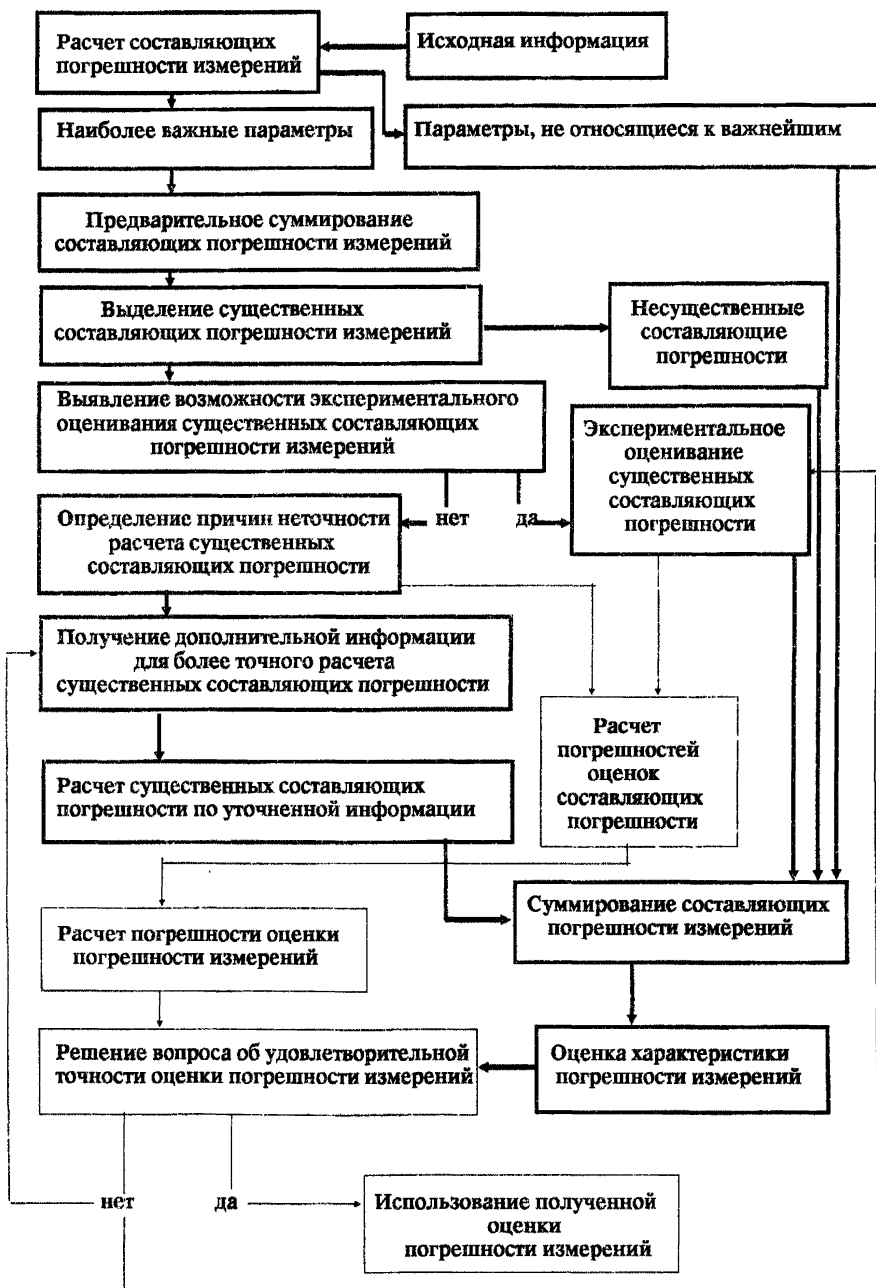 Расчет составляющих
погрешности измерений
Исходная информация
Наиболее важные параметры
Параметры, не относящиеся к важнейшим
Предварительное суммирование
составляющих погрешности измерений
Выделение существенных
составляющих погрешности измерений
Несущественные
составляющие
погрешности
Выявление возможности экспериментального
оценивания существенных составляющих
погрешности измерений
Экспериментальное
оценивание
существенных
составляющих
погрешности
нет
да
Определение причин неточности
расчета существенных
составляющих погрешности
Получение дополнительной информации
для более точного расчета
существенных составляющих погрешности
Расчет
погрешностей
оценок
составляющих
погрешности
Расчет существенных составляющих
погрешности по уточненной информации
Суммирование составляющих
погрешности измерений
Расчет погрешности оценки
погрешности измерений
Решение вопроса об удовлетворительной
точности оценки погрешности измерений
Оценка характеристики
погрешности измерений
нет
да
Использование полученной
оценки
погрешности измерений